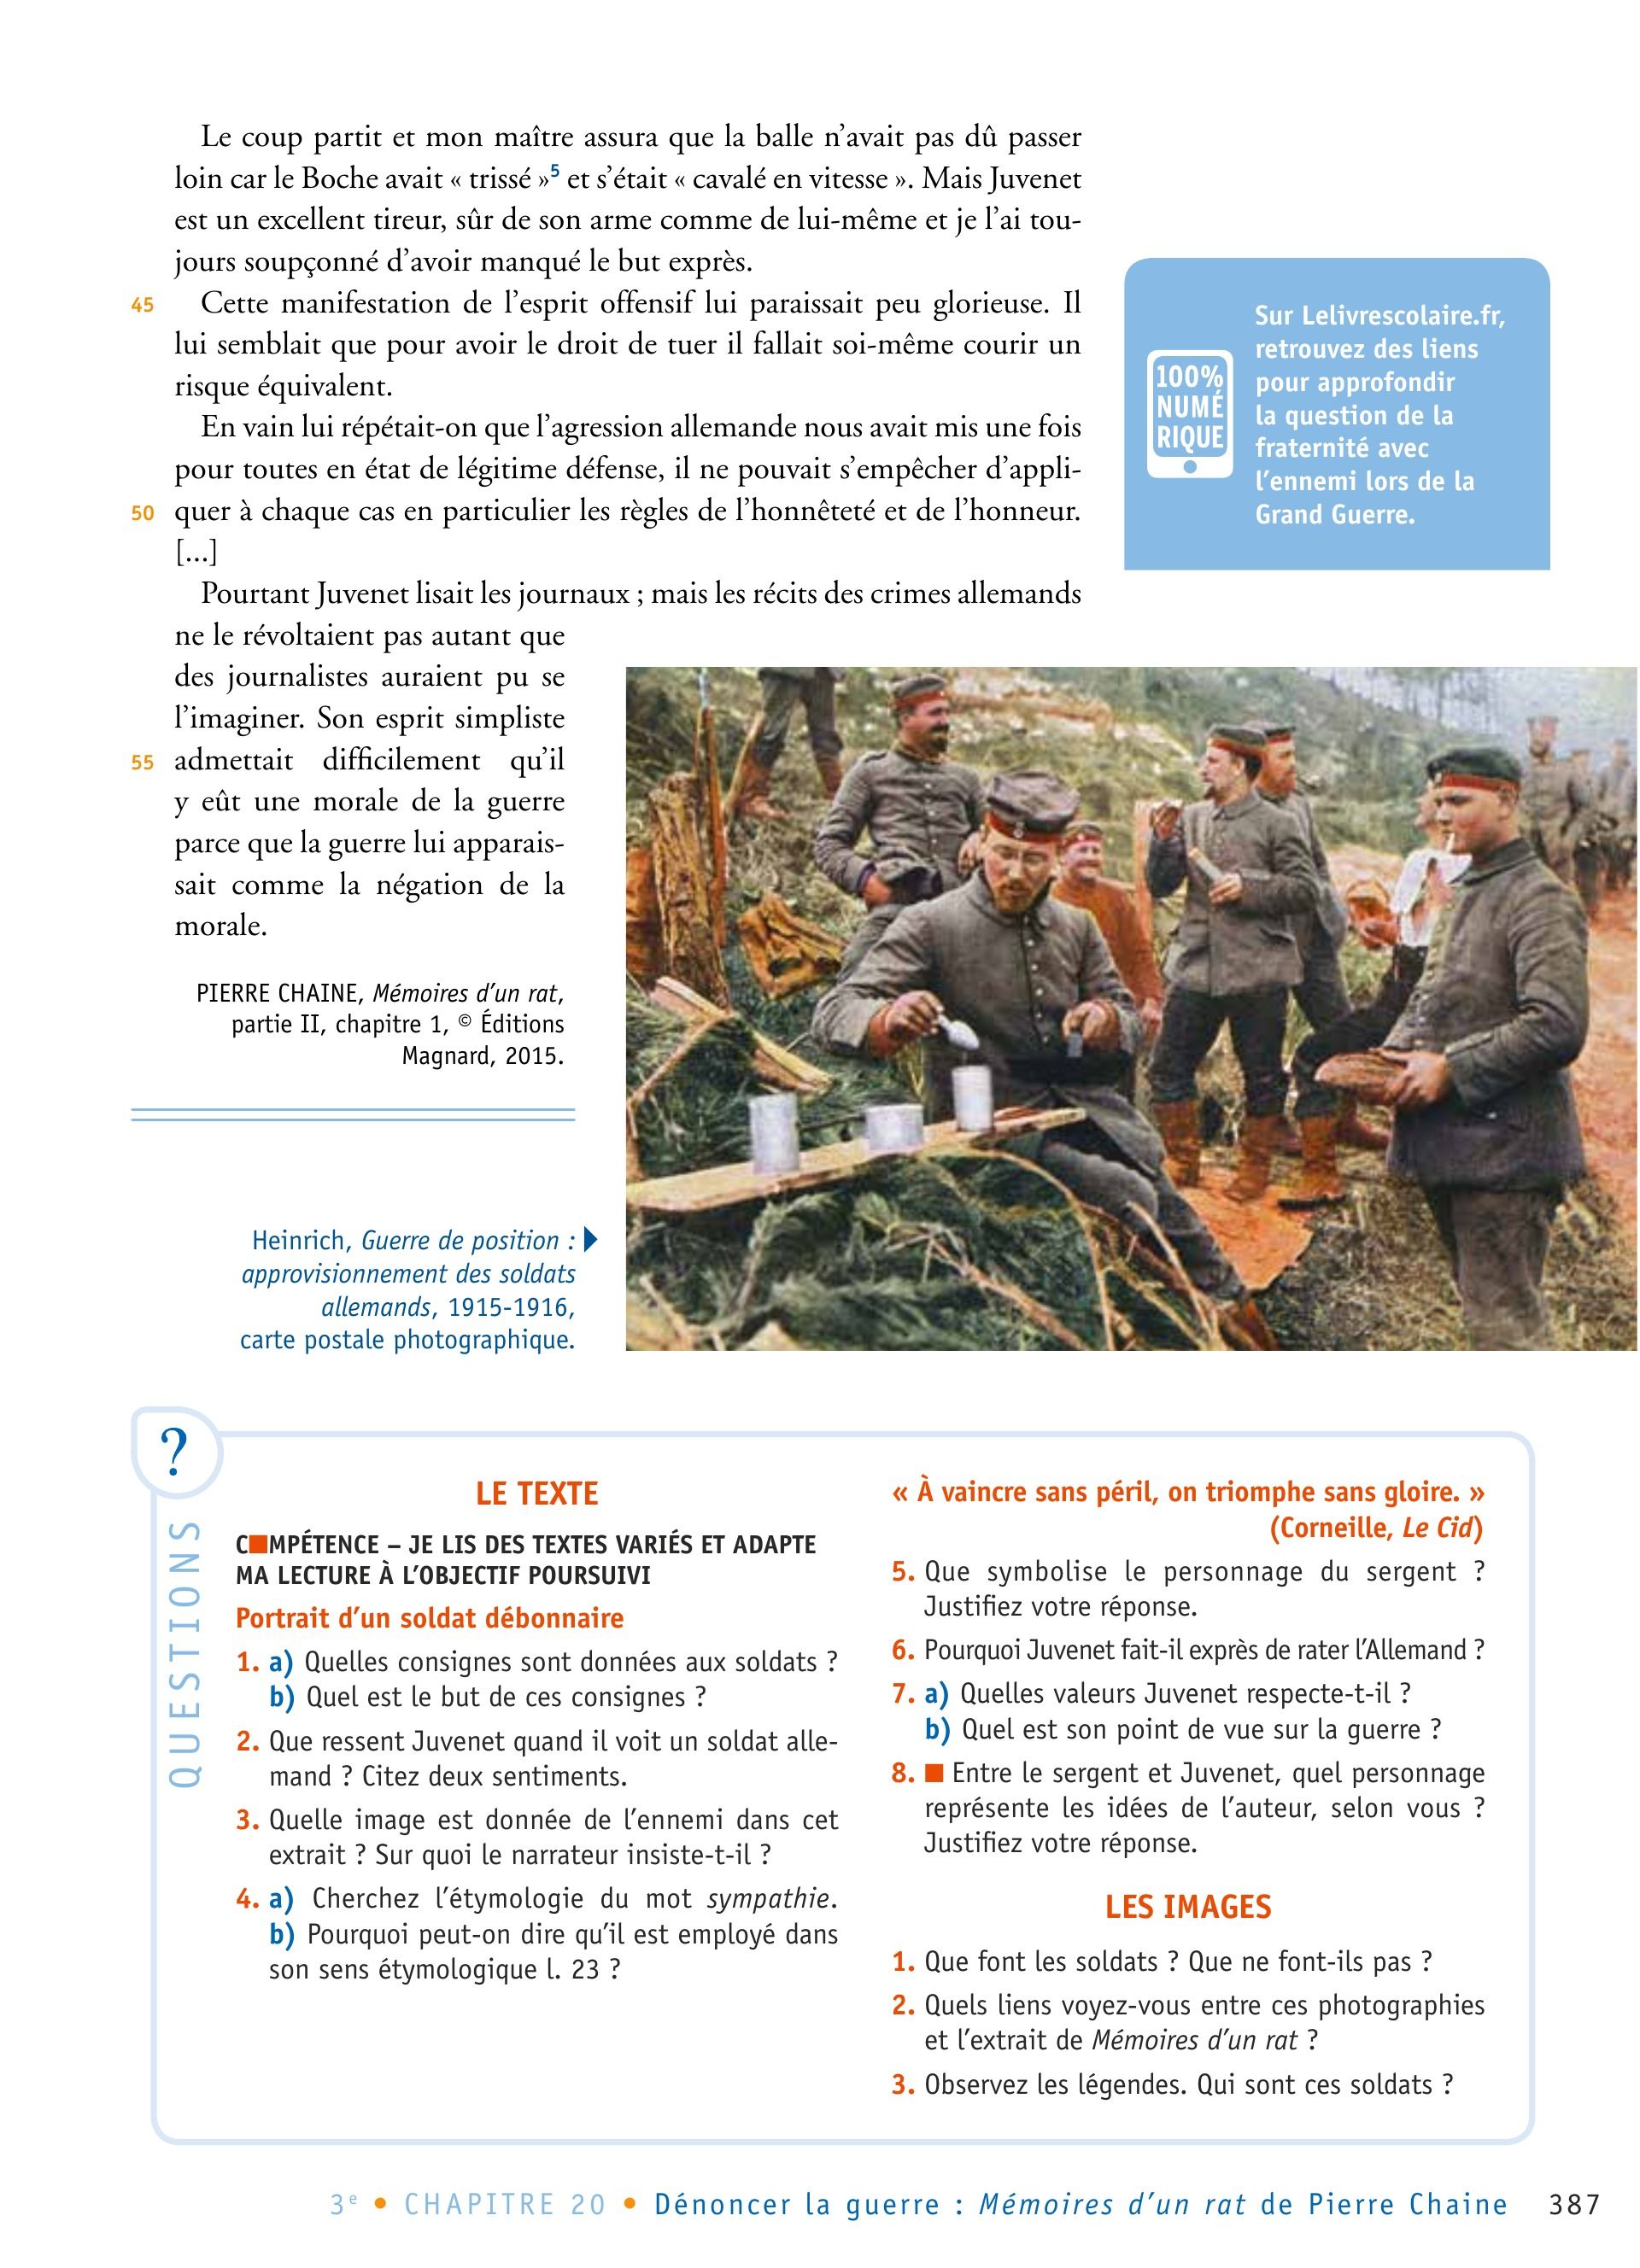 Le coup partit et mon maître assura que la balle n'avait pas dû passer
loin car le Boche avait « trissé »5 et s'était « cavalé en vitesse ». Mais Juvenet
est un excellent tireur, sûr de son arme comme de lui-même et je l'ai tou-
jours soupçonné d'avoir manqué le but exprès.
45 Cette manifestation de l'esprit offensif lui paraissait peu glorieuse. Il
lui semblait que pour avoir le droit de tuer il fallait soi-même courir un
risque équivalent.
En vain lui répétait-on que l'agression allemande nous avait mis une fois
pour toutes en état de légitime défense, il ne pouvait s'empêcher d'appli-
50 quer à chaque cas en particulier les règles de l'honnêteté et de l'honneur.
[...]
Pourtant Juvenet lisait les journaux ; mais les récits des crimes allemands
ne le révoltaient pas autant que
des journalistes auraient pu se
l'imaginer. Son esprit simpliste
55 admettait difficilement qu'il
y eût une morale de la guerre
parce que la guerre lui apparais-
sait comme la négation de la
morale.
PIERRE CHAINE, Mémoires d'un rat,
partie II, chapitre 1, © Éditions
Magnard, 2015.
100%
NUMÉ
RIQUE
Sur Lelivrescolaire.fr,
retrouvez des liens
pour approfondir
la question de la
fraternité avec
l'ennemi lors de la
Grand Guerre.
Heinrich, Guerre de position :
approvisionnement des soldats
allemands, 1915-1916,
carte postale photographique.
?
QUESTIONS
LE TEXTE
C■MPÉTENCE – JE LIS DES TEXTES VARIÉS ET ADAPTE
MA LECTURE À L'OBJECTIF POURSUIVI
Portrait d'un soldat débonnaire
1. a) Quelles consignes sont données aux soldats ?
b) Quel est le but de ces consignes ?
2. Que ressent Juvenet quand il voit un soldat alle-
mand ? Citez deux sentiments.
3. Quelle image est donnée de l'ennemi dans cet
extrait ? Sur quoi le narrateur insiste-t-il ?
4. a) Cherchez l'étymologie du mot sympathie.
b) Pourquoi peut-on dire qu'il est employé dans
son sens étymologique l. 23 ?
« À vaincre sans péril, on triomphe sans gloire. »
(Corneille, Le Cid)
5. Que symbolise le personnage du sergent ?
Justifiez votre réponse.
6. Pourquoi Juvenet fait-il exprès de rater l'Allemand ?
7. a) Quelles valeurs Juvenet respecte-t-il ?
b) Quel est son point de vue sur la guerre ?
8. ■ Entre le sergent et Juvenet, quel personnage
représente les idées de l'auteur, selon vous ?
Justifiez votre réponse.
LES IMAGES
1. Que font les soldats ? Que ne font-ils pas ?
2. Quels liens voyez-vous entre ces photographies
et l'extrait de Mémoires d'un rat ?
3. Observez les légendes. Qui sont ces soldats ?
3e • CHAPITRE 20 • Dénoncer la guerre : Mémoires d'un rat de Pierre Chaine 387